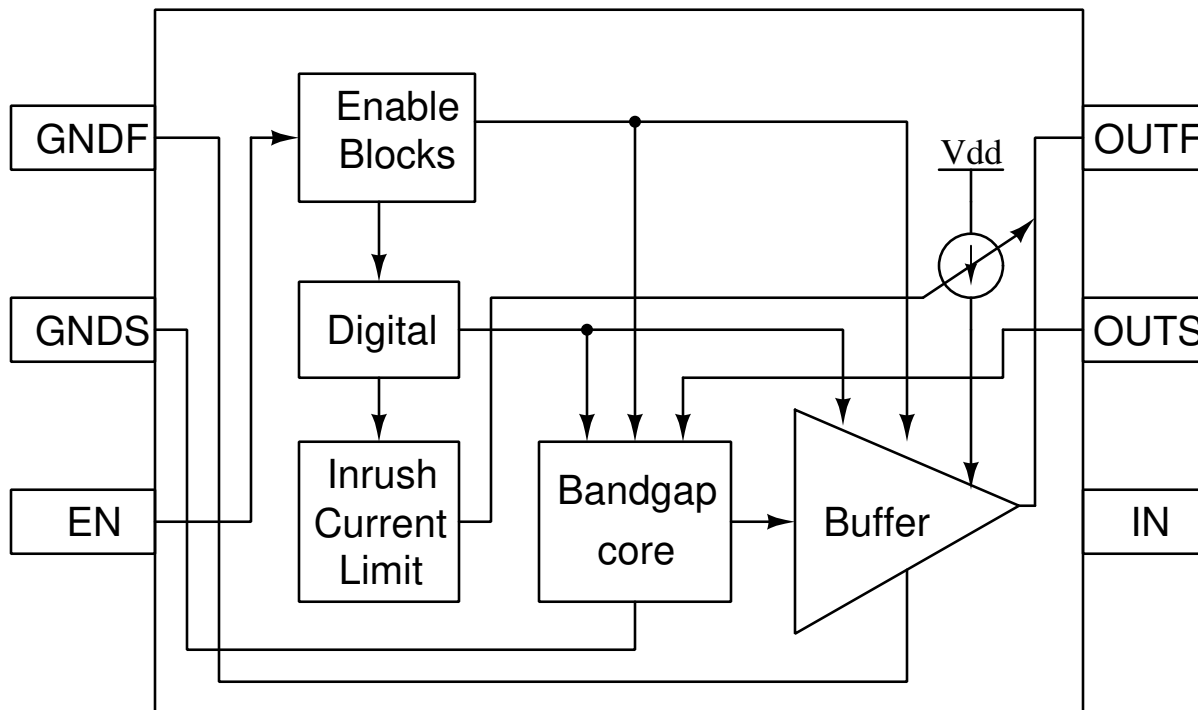 Enable
Blocks
GNDF
OUTF
Vdd
GNDS
Digital
OUTS
Inrush
Current
Limit
Bandgap
core
Buffer
EN
IN